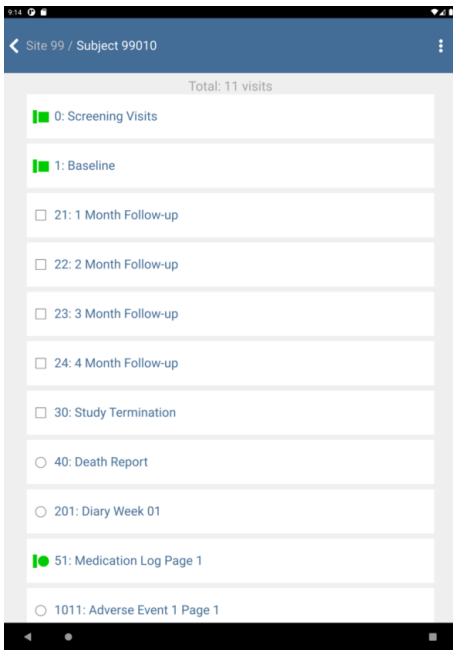 9:14
Site 99 / Subject 99010
Total: 11 visits
0: Screening Visits
1: Baseline
21: 1 Month Follow-up
22: 2 Month Follow-up
23: 3 Month Follow-up
24: 4 Month Follow-up
30: Study Termination
40: Death Report
201: Diary Week 01
51: Medication Log Page 1
1011: Adverse Event 1 Page 1